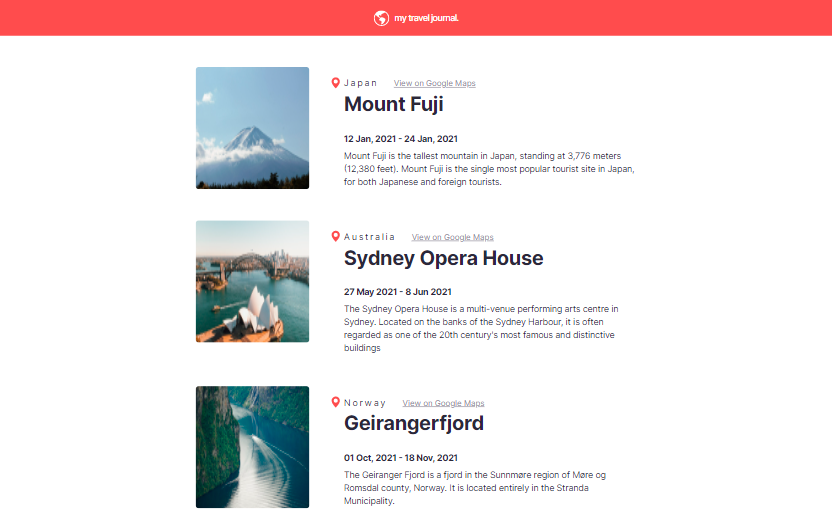 my travel journal.
Japan View on Google Maps
Mount Fuji
12 Jan, 2021 - 24 Jan, 2021
Mount Fuji is the tallest mountain in Japan, standing at 3,776 meters
(12,380 feet). Mount Fuji is the single most popular tourist site in Japan,
for both Japanese and foreign tourists.
Australia View on Google Maps
Sydney Opera House
27 May 2021 - 8 Jun 2021
The Sydney Opera House is a multi-venue performing arts centre in
Sydney. Located on the banks of the Sydney Harbour, it is often
regarded as one of the 20th century's most famous and distinctive
buildings
Norway View on Google Maps
Geirangerfjord
01 Oct, 2021 - 18 Nov, 2021
The Geiranger Fjord is a fjord in the Sunnmøre region of Møre og
Romsdal county, Norway. It is located entirely in the Stranda
Municipality.